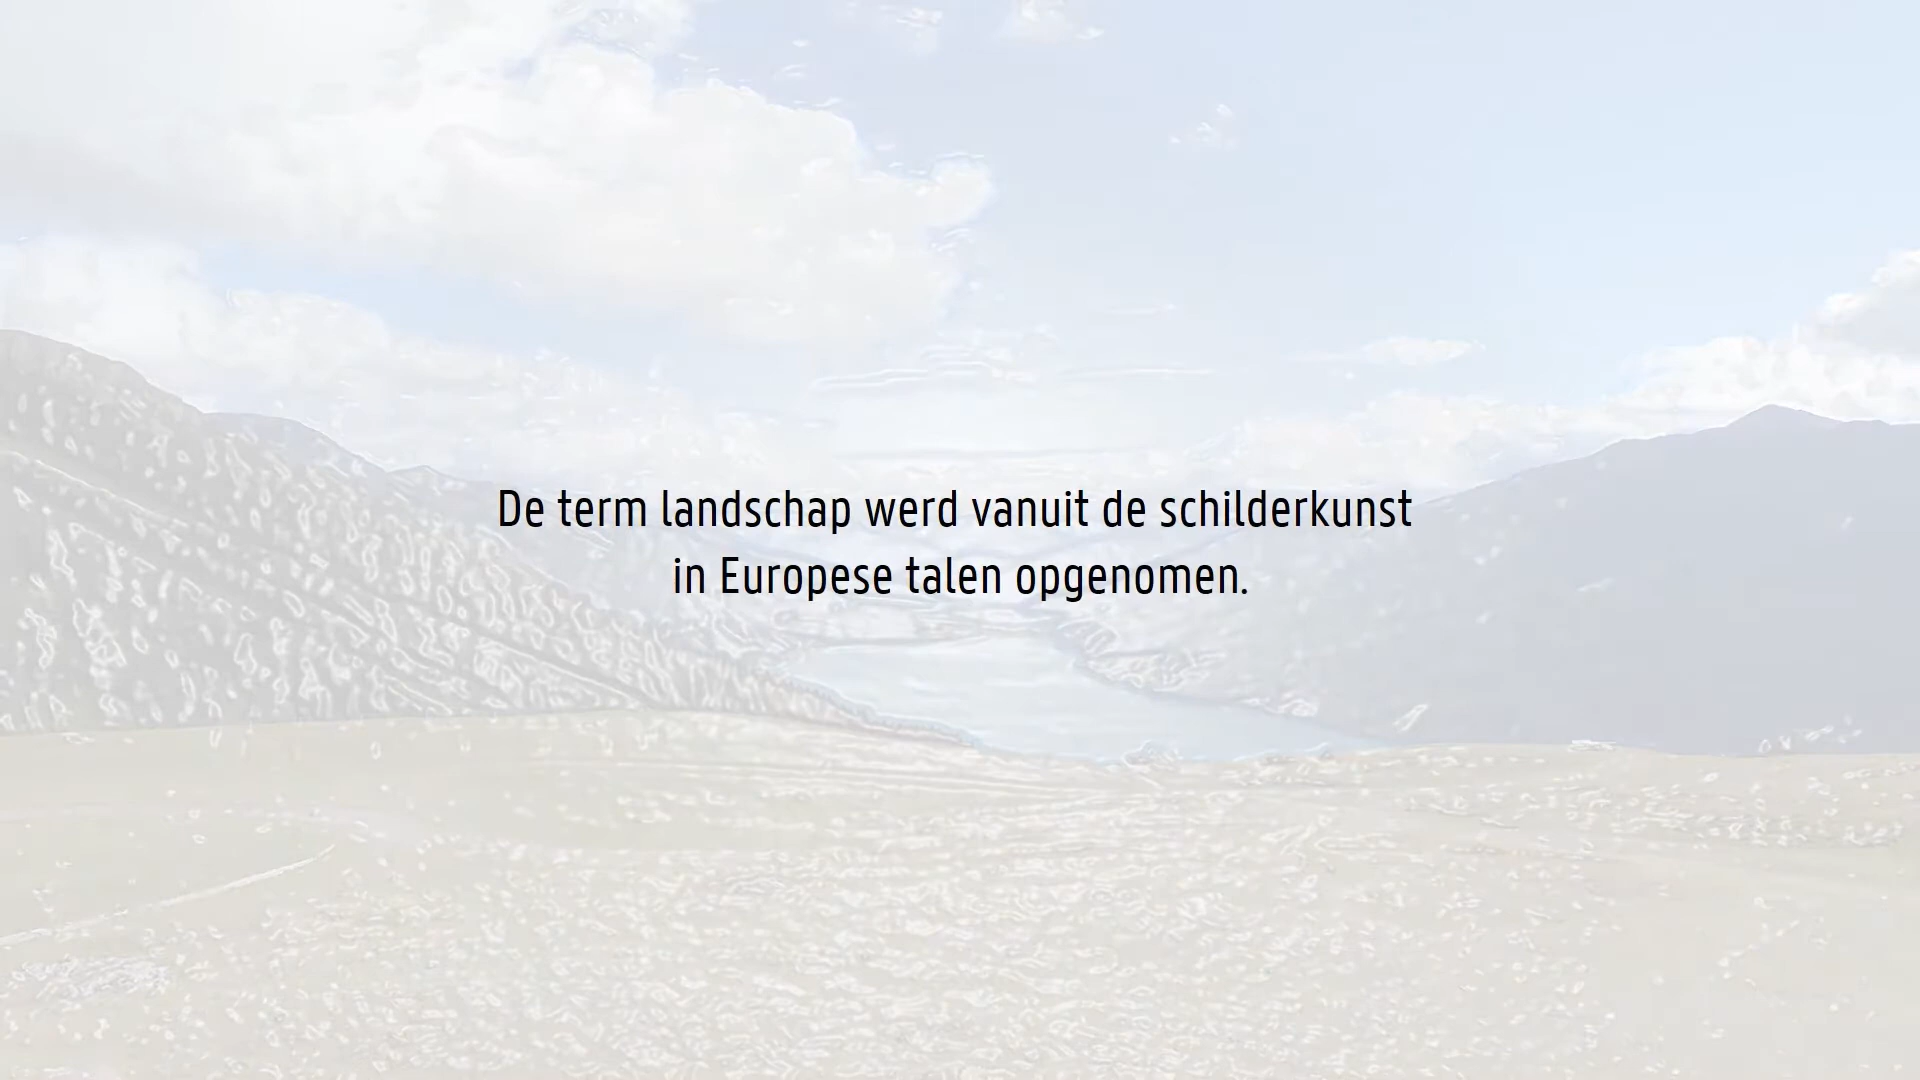 De term landschap werd vanuit de schilderkunst
in Europese talen opgenomen.